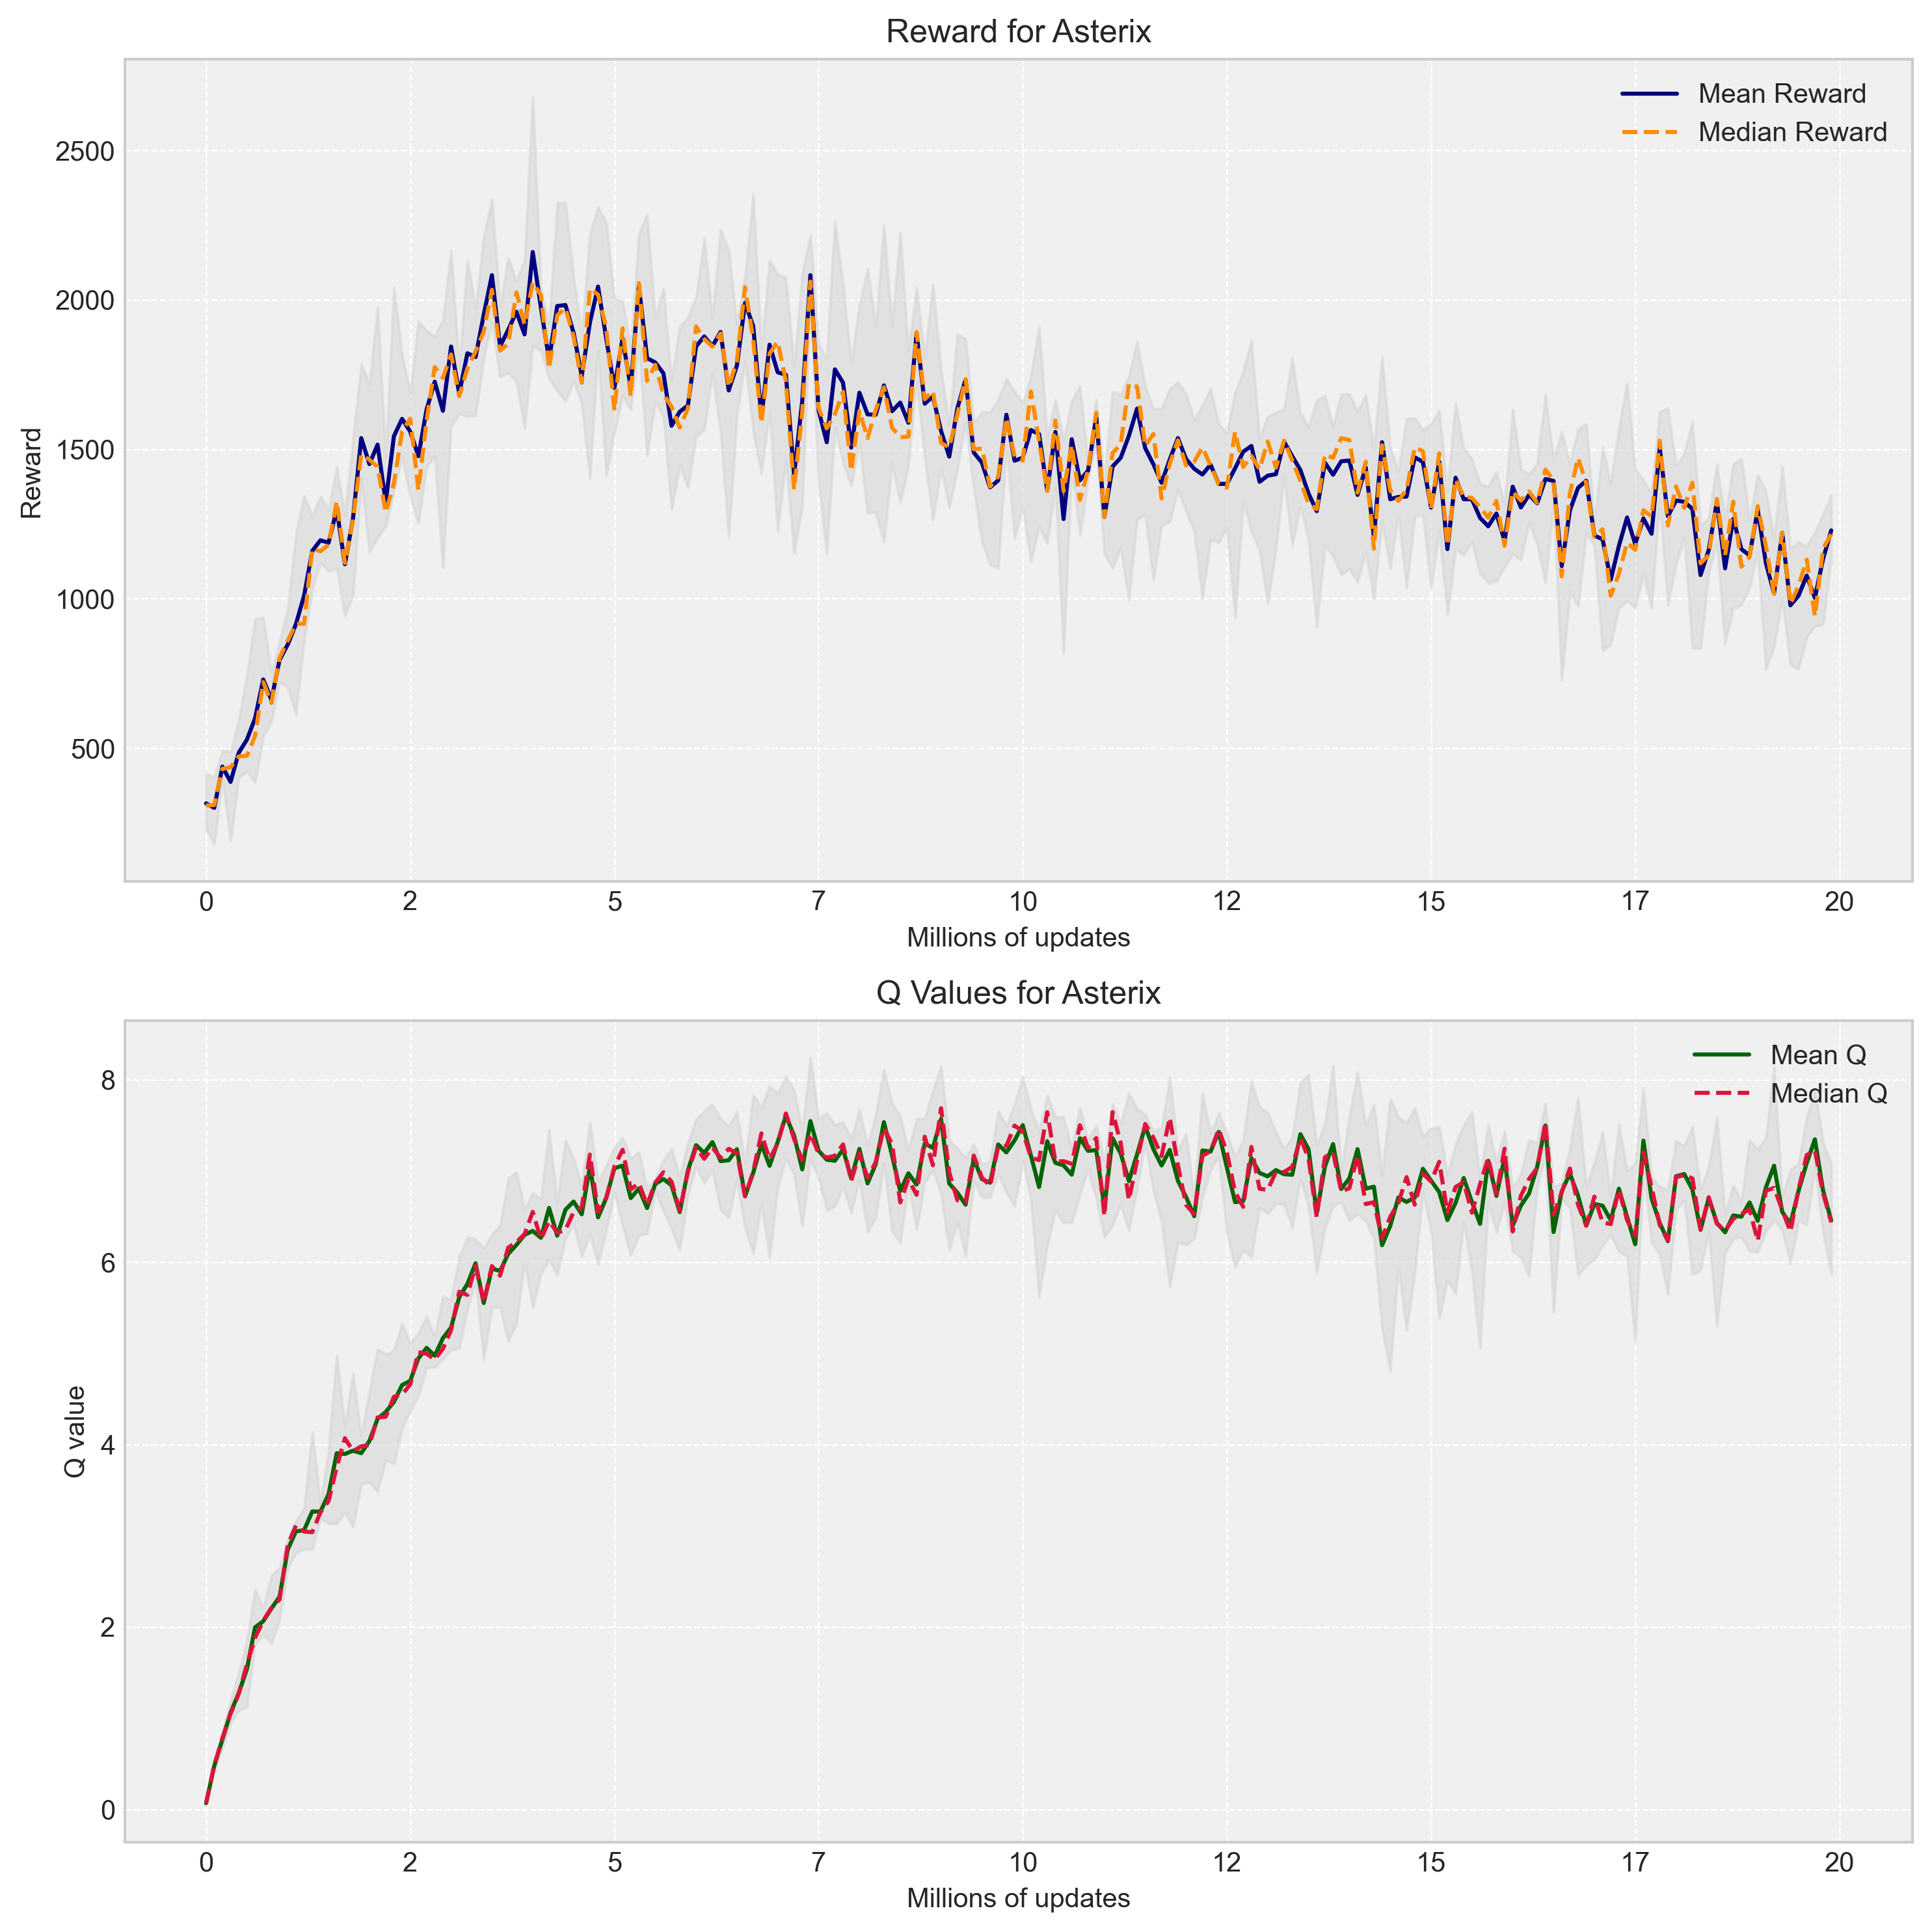 Reward for Asterix
Mean Reward
Median Reward
2500
2000
1500
1000
500
Reward
0 2 5 7 10 12 15 17 20
Millions of updates
Q Values for Asterix
Mean Q
Median Q
8
6
4
2
0
Q value
0 2 5 7 10 12 15 17 20
Millions of updates